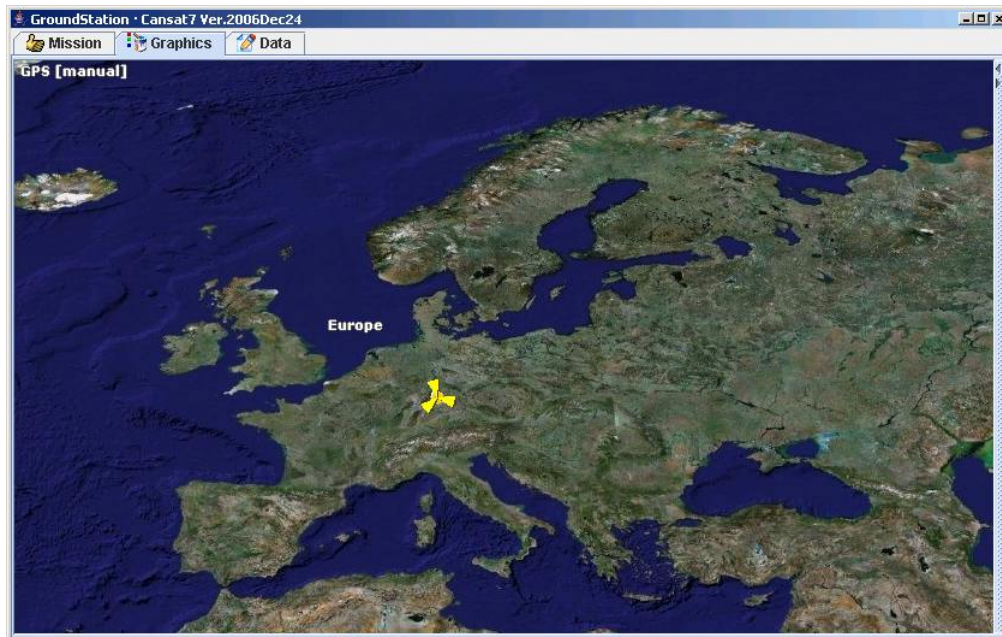 GroundStation · Cansat7 Ver.2006Dec24
Mission Graphics Data
GPS [manual]
Europe